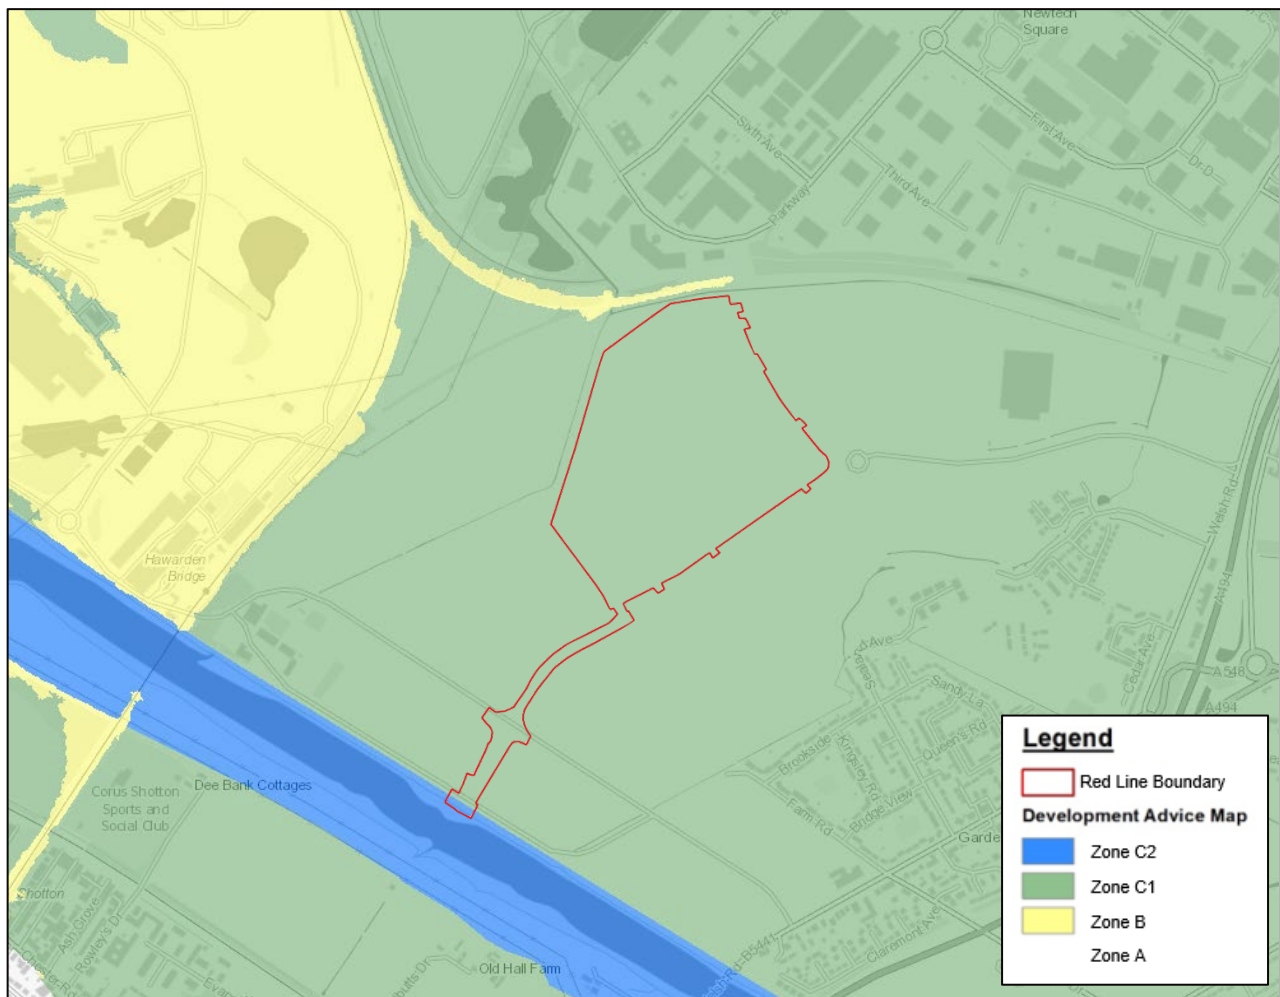 Newtech
Square
Sixth Ave
First Ave
Third Ave
Dr-D
Parkway
Hawarden
Bridge
Welsh Rd
A494
Cedar Ave
A548
A494
Sandy La
Queen's Rd
Brookside
Kingsley Rd
Bridge View
Farm Rd
Garde
Claremont Ave
B5441
Dee Bank Cottages
Corus Shotton
Sports and
Social Club
Shotton
Ash Grove
Rowley's Dr
Old Hall Farm
Legend
Red Line Boundary
Development Advice Map
Zone C2
Zone C1
Zone B
Zone A